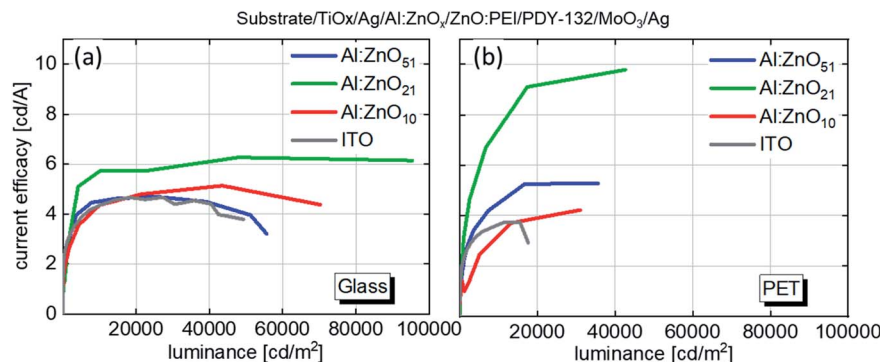 Substrate/TiOx/Ag/Al:ZnOₓ/ZnO:PEI/PDY-132/MoO₃/Ag
(a)
Al:ZnO₅₁
Al:ZnO₂₁
Al:ZnO₁₀
ITO
Glass
10
8
6
4
2
0
current efficacy [cd/A]
20000 40000 60000 80000 100000
luminance [cd/m²]
(b)
Al:ZnO₅₁
Al:ZnO₂₁
Al:ZnO₁₀
ITO
PET
0 20000 40000 60000 80000 100000
luminance [cd/m²]